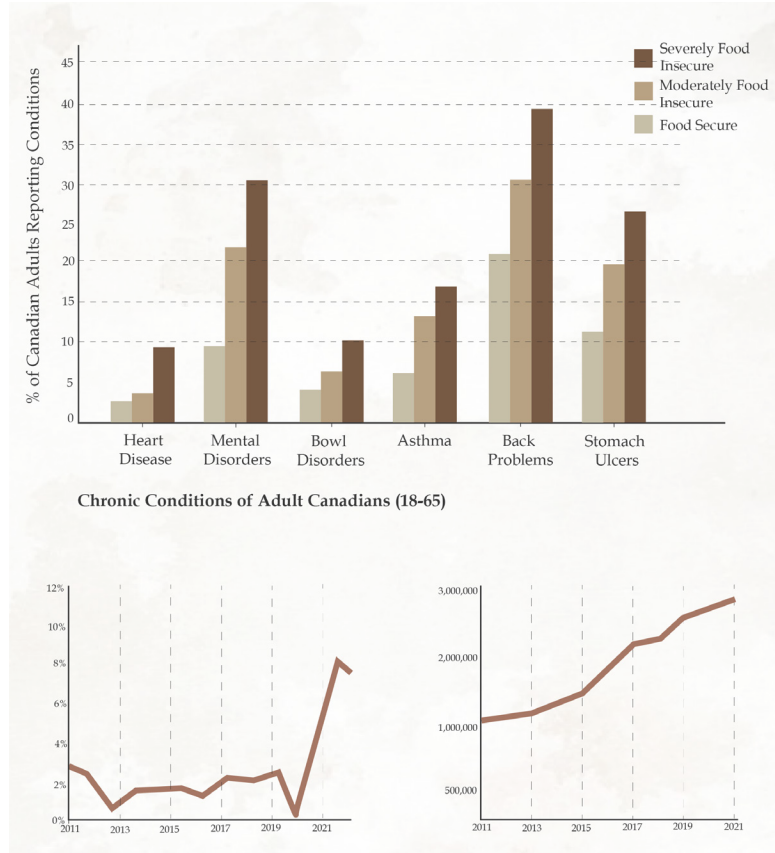 Severely Food
Insecure
Moderately Food
Insecure
Food Secure
% of Canadian Adults Reporting Conditions
45
40
35
30
25
20
15
10
5
0
Heart
Disease
Mental
Disorders
Bowl
Disorders
Asthma
Back
Problems
Stomach
Ulcers
Chronic Conditions of Adult Canadians (18-65)
12%
10%
8%
6%
4%
2%
0%
2011
2013
2015
2017
2019
2021
3,000,000
2,000,000
1,000,000
500,000
2011
2013
2015
2017
2019
2021